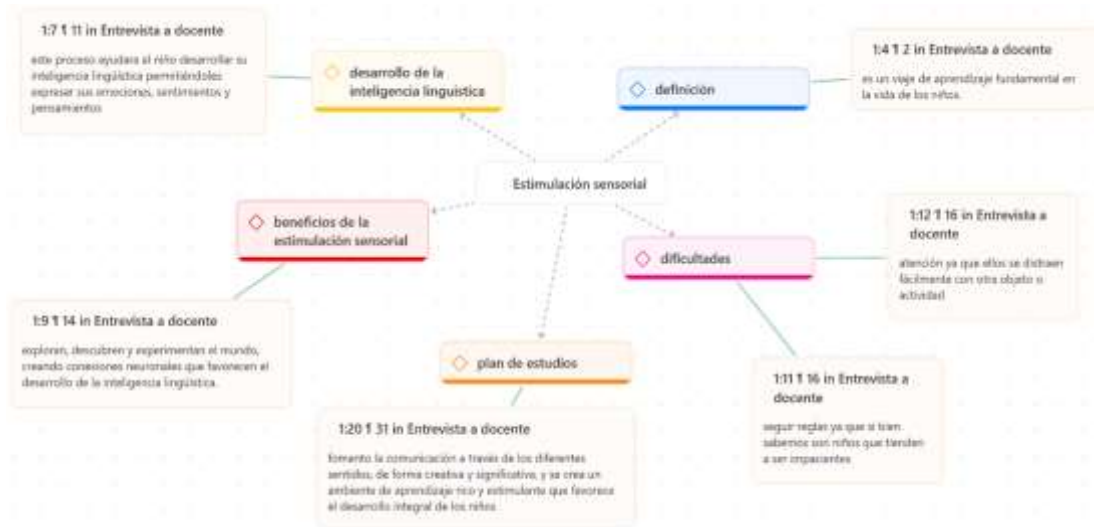 1:7 ¶ 11 in Entrevista a docente
este proceso ayudara al niño desarrollar su
inteligencia lingüística permitiéndoles
expresar sus emociones, sentimientos y
pensamientos
desarrollo de la
inteligencia linguistica
definicion
1:4 ¶ 2 in Entrevista a docente
es un viaje de aprendizaje fundamental en
la vida de los niños.
Estimulación sensorial
beneficios de la
estimulación sensorial
dificultades
1:12 ¶ 16 in Entrevista a
docente
atención ya que ellos se distraen
fácilmente con otro objeto o
actividad
1:9 ¶ 14 in Entrevista a docente
exploran, descubren y experimentan el mundo,
creando conexiones neuronales que favorecen el
desarrollo de la inteligencia lingüística.
plan de estudios
1:11 ¶ 16 in Entrevista a
docente
seguir reglas ya que si bien
sabemos son niños que tienden
a ser impacientes
1:20 ¶ 31 in Entrevista a docente
fomento la comunicación a través de los diferentes
sentidos, de forma creativa y significativa, y se crea un
ambiente de aprendizaje rico y estimulante que favorece
el desarrollo integral de los niños